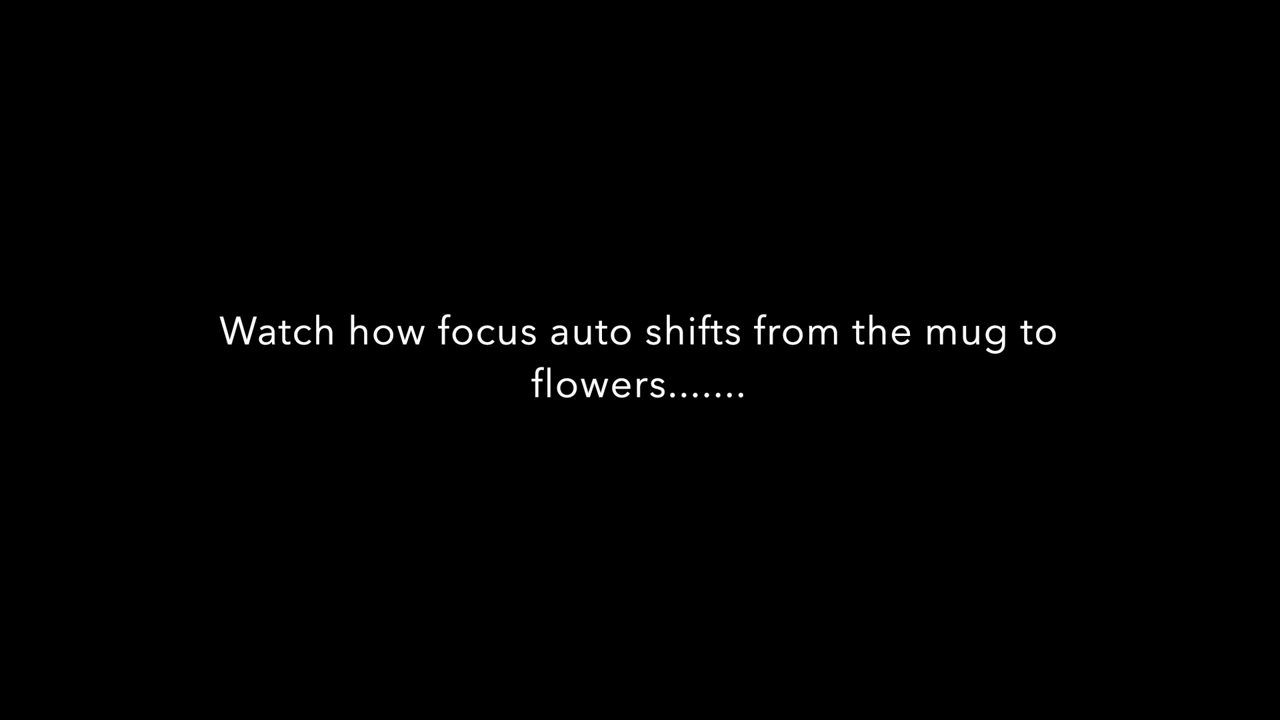 Watch how focus auto shifts from the mug to
flowers.......